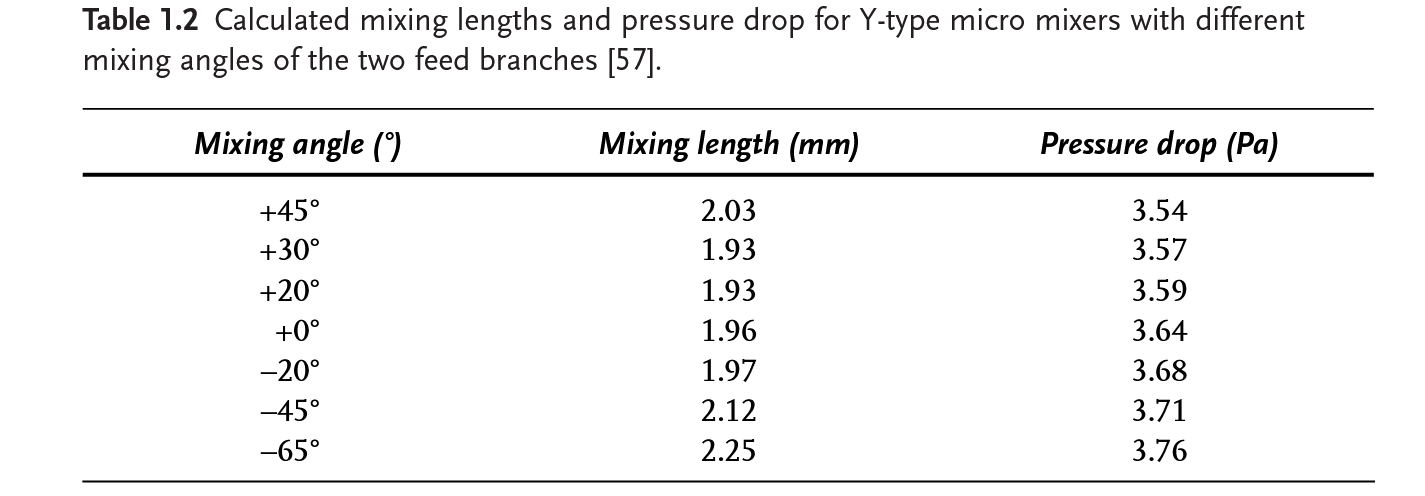 Table 1.2 Calculated mixing lengths and pressure drop for Y-type micro mixers with different
mixing angles of the two feed branches [57].
Mixing angle (°) Mixing length (mm) Pressure drop (Pa)
+45° 2.03 3.54
+30° 1.93 3.57
+20° 1.93 3.59
+0° 1.96 3.64
–20° 1.97 3.68
–45° 2.12 3.71
–65° 2.25 3.76